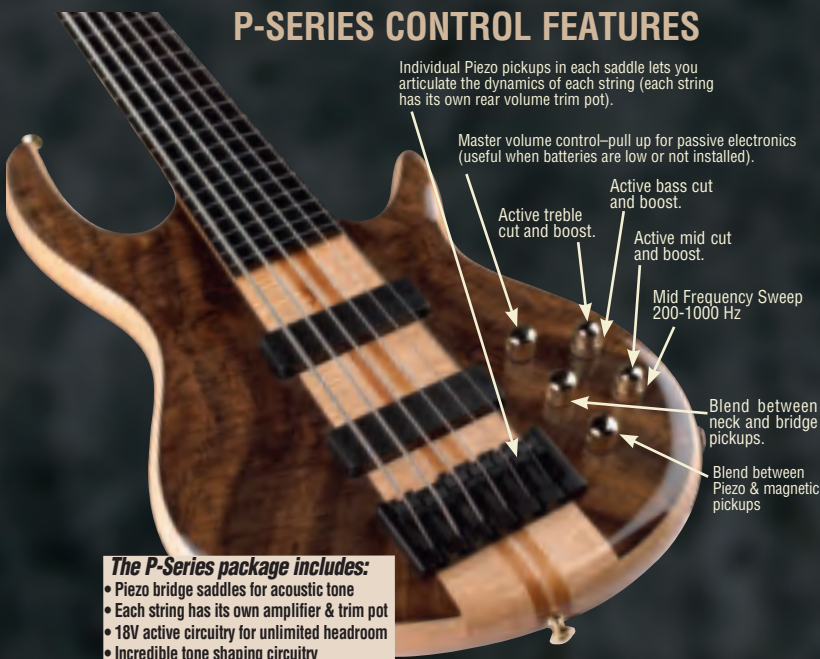 P-SERIES CONTROL FEATURES
Individual Piezo pickups in each saddle lets you
articulate the dynamics of each string (each string
has its own rear volume trim pot).
Master volume control–pull up for passive electronics
(useful when batteries are low or not installed).
Active treble
cut and boost.
Active bass cut
and boost.
Active mid cut
and boost.
Mid Frequency Sweep
200-1000 Hz
Blend between
neck and bridge
pickups.
Blend between
Piezo & magnetic
pickups
The P-Series package includes:
• Piezo bridge saddles for acoustic tone
• Each string has its own amplifier & trim pot
• 18V active circuitry for unlimited headroom
• Incredible tone shaping circuitry